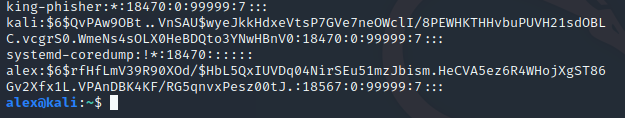 king-phisher:*:18470:0:99999:7:::
kali:$6$QvPAw9OBt..VnSAU$wyeJkkHdxeVtsP7GVe7neOWclI/8PEWHKTHHvbuPUVH21sdOBL
C.vcgrS0.WmeNs4sOLX0HeBDQto3YNwHBnV0:18470:0:99999:7:::
systemd-coredump:!*:18470::::::
alex:$6$rfHfLmV39R90XOd/$HbL5QxIUVDq04NirSEu51mzJbism.HeCVA5ez6R4WHojXgST86
Gv2Xfx1L.VPAnDBK4KF/RG5qnvxPesz00tJ.:18567:0:99999:7:::
alex@kali:~$